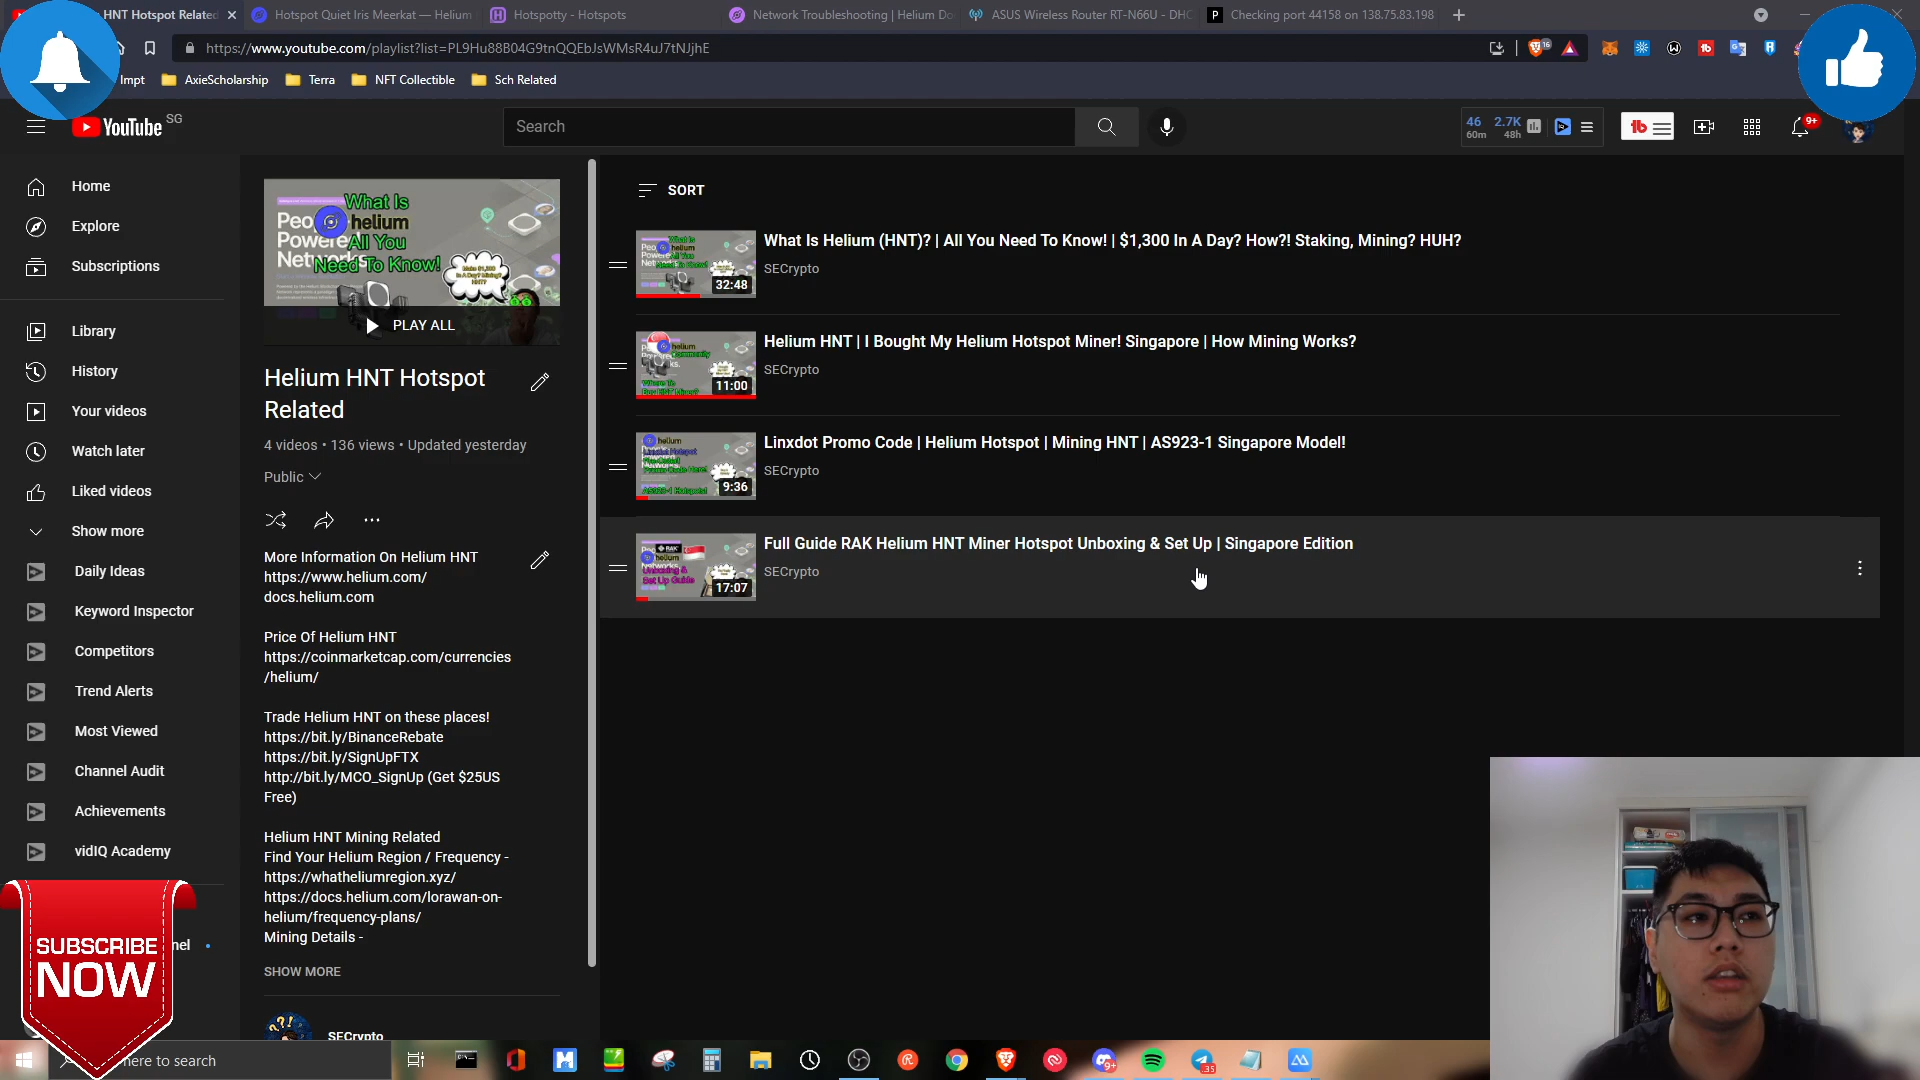 HNT Hotspot Related
Hotspot Quiet Iris Meerkat — Helium
Hotspotty - Hotspots
Network Troubleshooting | Helium Do
ASUS Wireless Router RT-N66U - DHC
Checking port 44158 on 138.75.83.198
https://www.youtube.com/playlist?list=PL9Hu88B04G9tnQQEbJsWMsR4uJ7tNJjhE
Impt
AxieScholarship
Terra
NFT Collectible
Sch Related
YouTube SG
Search
46 2.7K
60m 48h
9+
Home
Explore
Subscriptions
Library
History
Your videos
Watch later
Liked videos
Show more
Daily Ideas
Keyword Inspector
Competitors
Trend Alerts
Most Viewed
Channel Audit
Achievements
vidIQ Academy
nel
SUBSCRIBE
NOW
What Is
helium
All You
Need To Know!
PLAY ALL
Helium HNT Hotspot
Related
4 videos • 136 views • Updated yesterday
Public
More Information On Helium HNT
https://www.helium.com/
docs.helium.com
Price Of Helium HNT
https://coinmarketcap.com/currencies
/helium/
Trade Helium HNT on these places!
https://bit.ly/BinanceRebate
https://bit.ly/SignUpFTX
http://bit.ly/MCO_SignUp (Get $25US
Free)
Helium HNT Mining Related
Find Your Helium Region / Frequency -
https://whatheliumregion.xyz/
https://docs.helium.com/lorawan-on-
helium/frequency-plans/
Mining Details -
SHOW MORE
SECrypto
SORT
What Is Helium (HNT)? | All You Need To Know! | $1,300 In A Day? How?! Staking, Mining? HUH?
SECrypto
32:48
Helium HNT | I Bought My Helium Hotspot Miner! Singapore | How Mining Works?
SECrypto
11:00
Linxdot Promo Code | Helium Hotspot | Mining HNT | AS923-1 Singapore Model!
SECrypto
9:36
Full Guide RAK Helium HNT Miner Hotspot Unboxing & Set Up | Singapore Edition
SECrypto
17:07
here to search